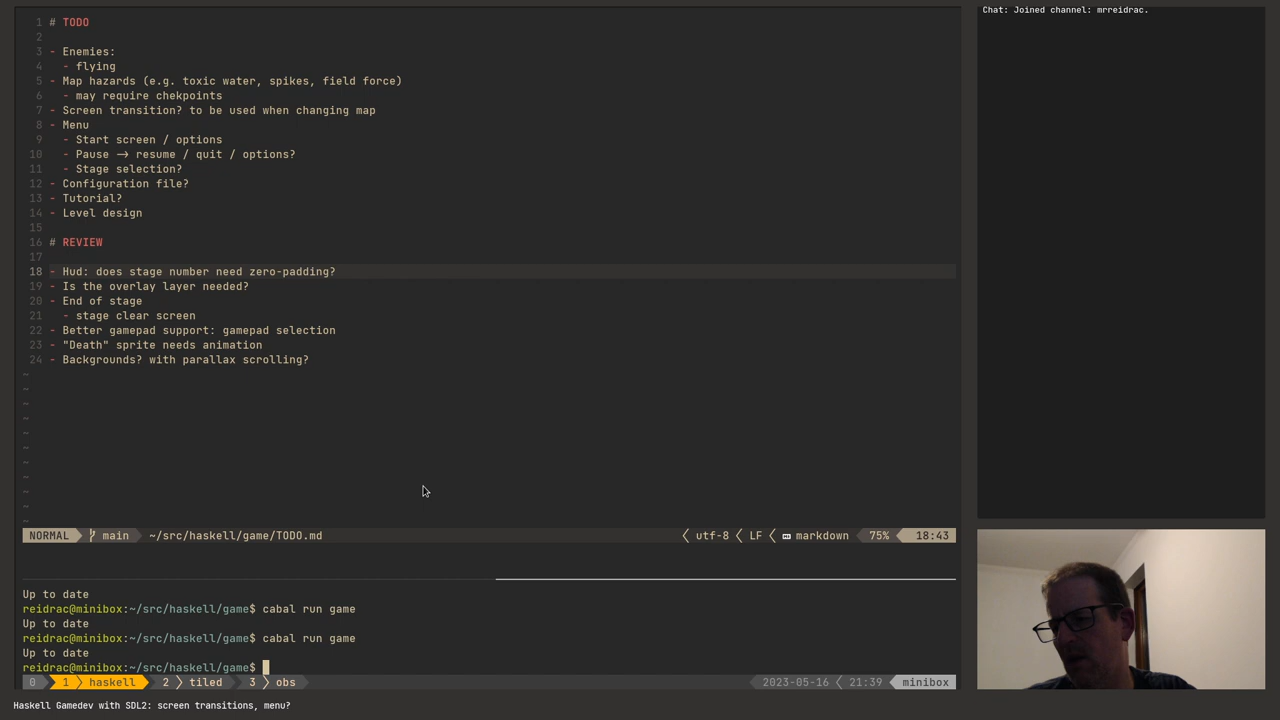 1 # TODO
2
3 - Enemies:
4   - flying
5 - Map hazards (e.g. toxic water, spikes, field force)
6   - may require chekpoints
7 - Screen transition? to be used when changing map
8 - Menu
9   - Start screen / options
10   - Pause → resume / quit / options?
11   - Stage selection?
12 - Configuration file?
13 - Tutorial?
14 - Level design
15
16 # REVIEW
17
18 - Hud: does stage number need zero-padding?
19 - Is the overlay layer needed?
20 - End of stage
21   - stage clear screen
22 - Better gamepad support: gamepad selection
23 - "Death" sprite needs animation
24 - Backgrounds? with parallax scrolling?
~
~
~
~
~
~
~
~
~
~
~
NORMAL main ~/src/haskell/game/TODO.md utf-8 LF markdown 75% 18:43
Up to date
reidrac@minibox:~/src/haskell/game$ cabal run game
Up to date
reidrac@minibox:~/src/haskell/game$ cabal run game
Up to date
reidrac@minibox:~/src/haskell/game$
0 1 haskell 2 tiled 3 obs 2023-05-16 21:39 minibox
Chat: Joined channel: mrreidrac.
Haskell Gamedev with SDL2: screen transitions, menu?